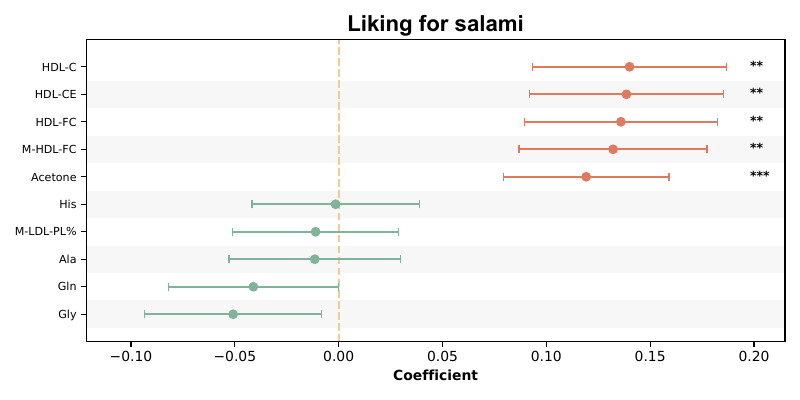 Liking for salami
HDL-C **
HDL-CE **
HDL-FC **
M-HDL-FC **
Acetone ***
His
M-LDL-PL%
Ala
Gln
Gly
−0.10 −0.05 0.00 0.05 0.10 0.15 0.20
Coefficient